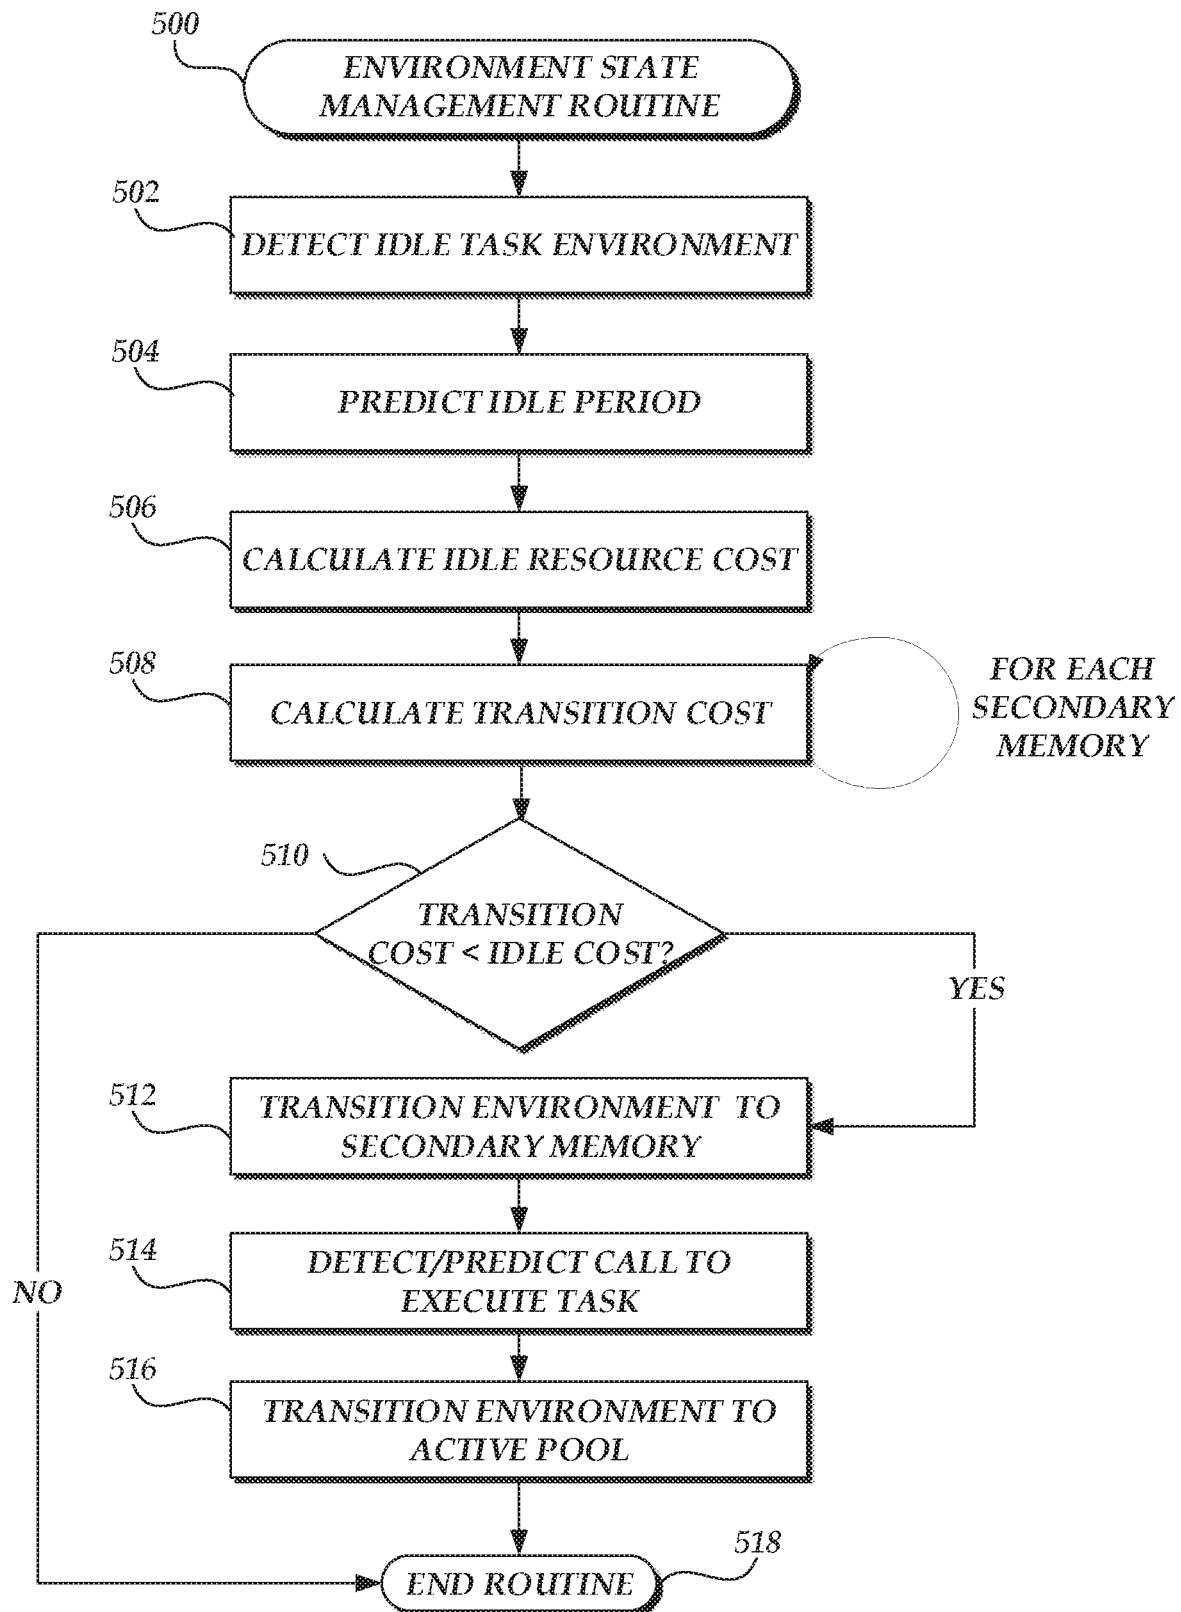 500
ENVIRONMENT STATE
MANAGEMENT ROUTINE
502
DETECT IDLE TASK ENVIRONMENT
504
PREDICT IDLE PERIOD
506
CALCULATE IDLE RESOURCE COST
508
CALCULATE TRANSITION COST
FOR EACH
SECONDARY
MEMORY
510
TRANSITION
COST < IDLE COST?
YES
512
TRANSITION ENVIRONMENT TO
SECONDARY MEMORY
514
DETECT/PREDICT CALL TO
EXECUTE TASK
NO
516
TRANSITION ENVIRONMENT TO
ACTIVE POOL
518
END ROUTINE